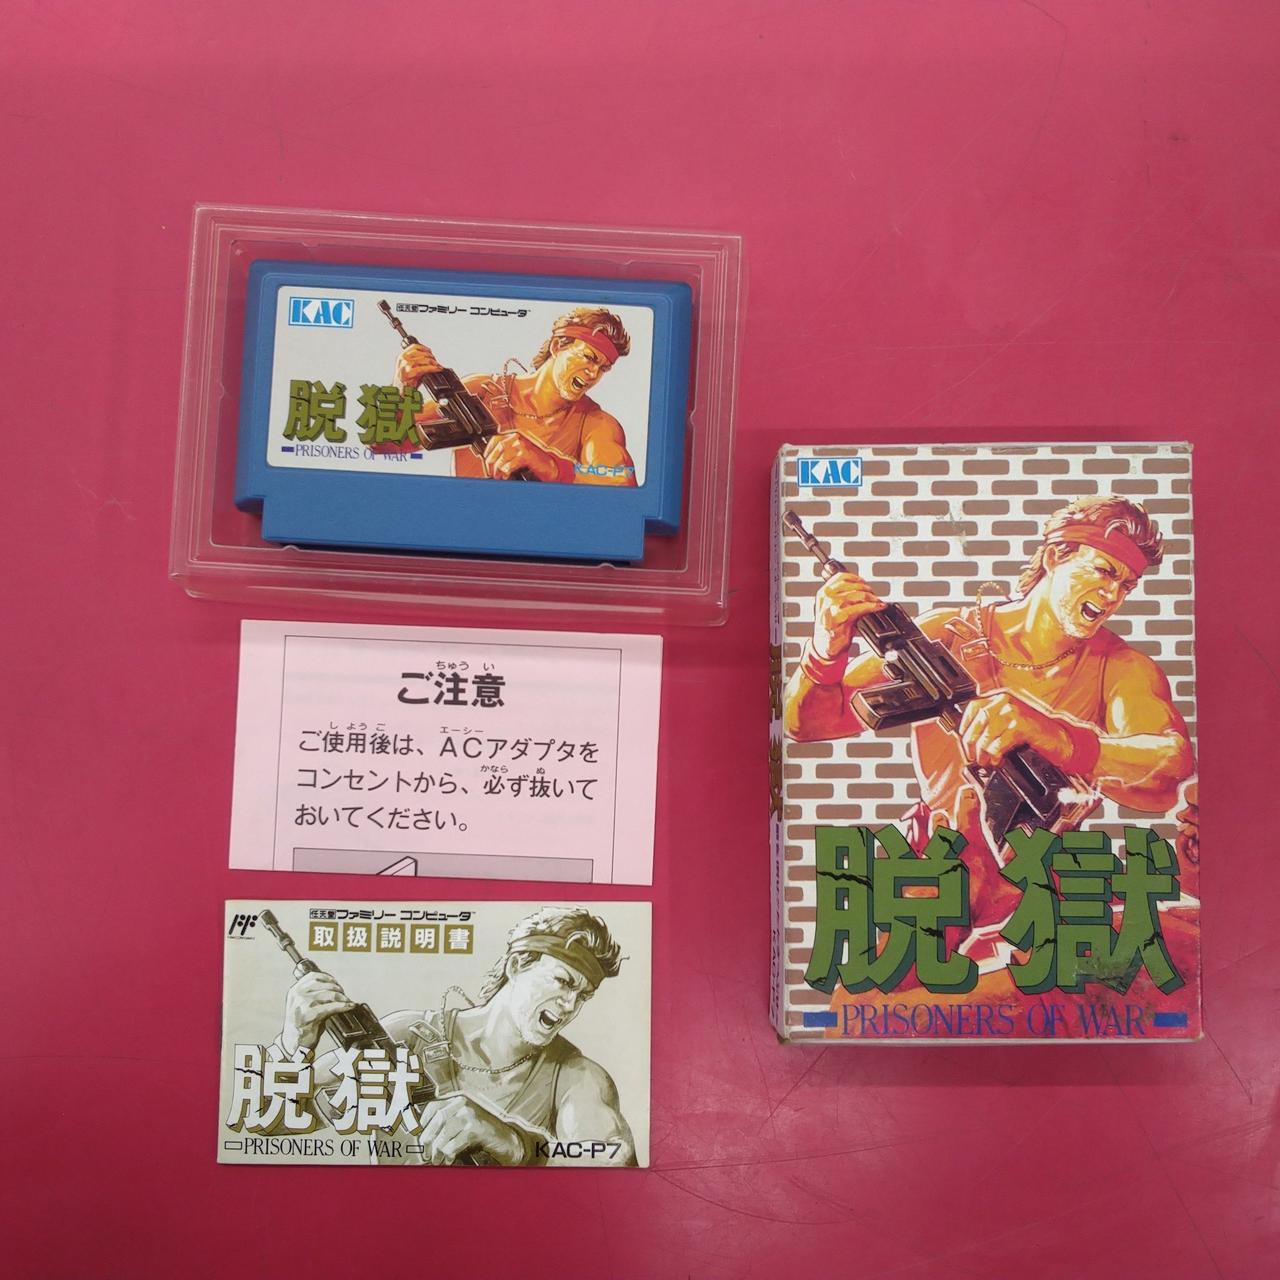 KAC
任天堂 ファミリー コンピュータ™
脱獄
PRISONERS OF WAR
KAC-P7
ちゅう い
ご注意
し よう ご エーシー
ご使用後は、ACアダプタを
かなら ぬ
コンセントから、必ず抜いて
おいてください。
任天堂 ファミリー コンピュータ™
取扱説明書
脱獄
PRISONERS OF WAR
KAC-P7
KAC
脱獄
PRISONERS OF WAR